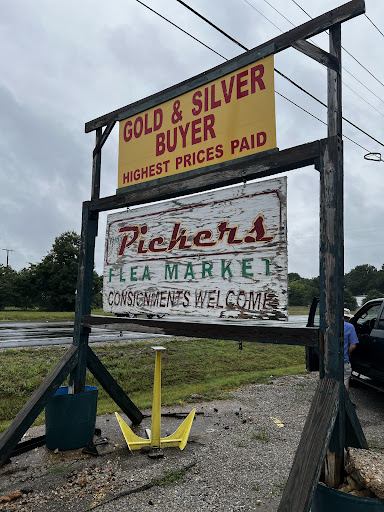 GOLD & SILVER
BUYER
HIGHEST PRICES PAID
Pickers
FLEA MARKET
CONSIGNMENTS WELCOME